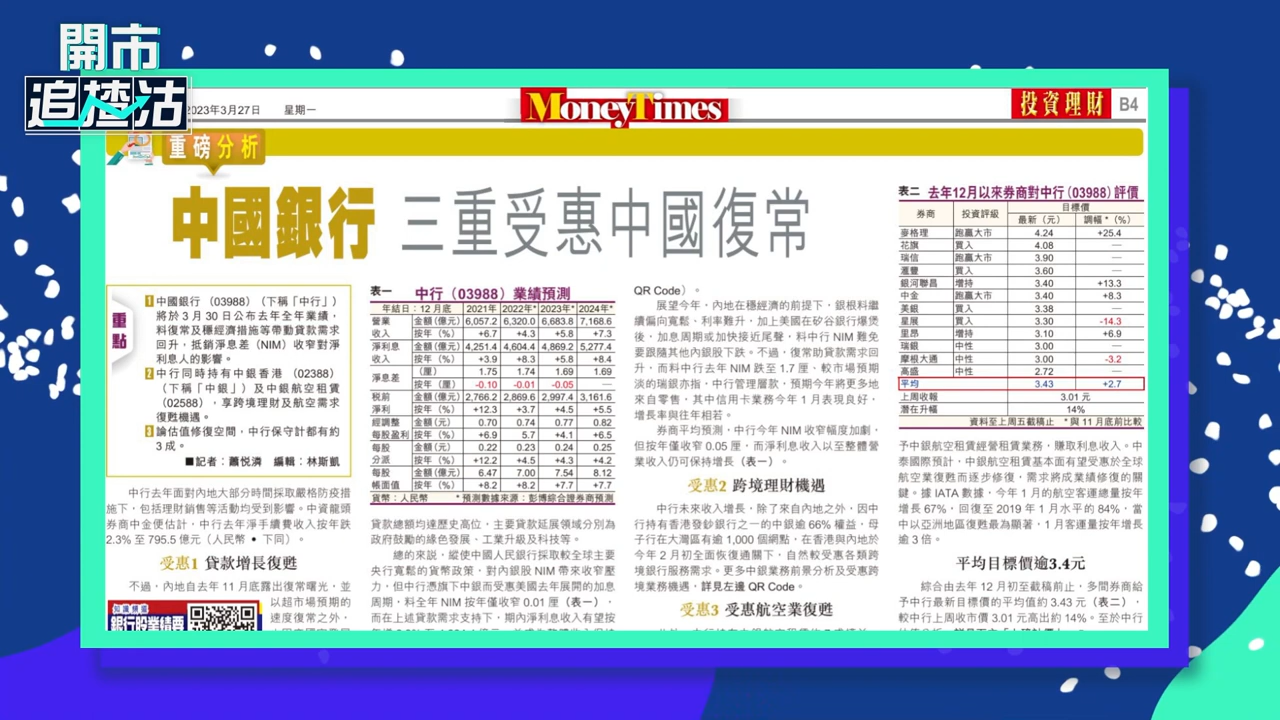 開市
追揸沽
2023年3月27日 星期一
MoneyTimes
投資理財 B4
重磅分析
中國銀行 三重受惠中國復常
重點
1 中國銀行（03988）（下稱「中行」）
將於3月30日公布去年全年業績，
料復常及穩經濟措施等帶動貸款需求
回升，抵銷淨息差（NIM）收窄對淨
利息人的影響。
2 中行同時持有中銀香港（02388）
（下稱「中銀」）及中銀航空租賃
（02588），享跨境理財及航空需求
復甦機遇。
3 論估值修復空間，中行保守計都有約
3成。
■記者：蕭悦濱 編輯：林斯凱
中行去年面對內地大部分時間採取嚴格防疫措
施下，包括理財銷售等活動均受到影響。中資龍頭
券商中金便估計，中行去年淨手續費收入按年跌
2.3% 至 795.5 億元（人民幣•下同）。
受惠1 貸款增長復甦
不過，內地自去年11月底露出復常曙光，並
以超市場預期的
速度復常之外，
銀行股業績要
表一 中行（03988）業績預測
年結日：12月底 2021年 2022年* 2023年* 2024年*
營業 金額(億元) 6,057.2 6,320.0 6,683.8 7,168.6
收入 按年（%） +6.7 +4.3 +5.8 +7.3
淨利息 金額(億元) 4,251.4 4,604.4 4,869.2 5,277.4
收入 按年（%） +3.9 +8.3 +5.8 +8.4
淨息差 （厘） 1.75 1.74 1.69 1.69
按年（厘） -0.10 -0.01 -0.05 —
稅前 金額(億元) 2,766.2 2,869.6 2,997.4 3,161.6
淨利 按年（%） +12.3 +3.7 +4.5 +5.5
經調整 金額(元) 0.70 0.74 0.77 0.82
每股盈利 按年（%） +6.9 +5.7 +4.1 +6.5
每股 金額(元) 0.22 0.23 0.24 0.25
分派 按年（%） +12.2 +4.5 +4.3 +4.2
每股 金額(元) 6.47 7.00 7.54 8.12
帳面值 按年（%） +8.2 +8.2 +7.7 +7.7
貨幣：人民幣 *預測數據來源：彭博綜合證券商預測
貸款總額均達歷史高位，主要貸款延展領域分別為
政府鼓勵的綠色發展、工業升級及科技等。
總的來説，縱使中國人民銀行採取較全球主要
央行寬鬆的貨幣政策，對內銀股NIM帶來收窄壓
力，但中行憑旗下中銀而受惠美國去年展開的加息
周期，料全年NIM按年僅收窄0.01厘（表一），
而在上述貸款需求支持下，期內淨利息收入有望按
QR Code）。
展望今年，內地在穩經濟的前提下，銀根料繼
續偏向寬鬆、利率難升，加上美國在矽谷銀行爆煲
後，加息周期或加快接近尾聲，料中行NIM難免
要跟隨其他內銀股下跌。不過，復常助貸款需求回
升，而料中行去年NIM跌至1.7厘，較市場預期
淡的瑞銀亦指，中行管理層款，預期今年將更多地
來自零售，其中信用卡業務今年1月表現良好，
增長率與往年相若。
券商平均預測，中行今年NIM收窄幅度加劇，
但按年僅收窄0.05厘，而淨利息收入以至整體營
業收入仍可保持增長（表一）。
受惠2 跨境理財機遇
中行未來收入增長，除了來自內地之外，因中
行持有香港發鈔銀行之一的中銀逾66%權益，母
子行在大灣區有逾1,000個網點，在香港與內地於
今年2月初全面恢復通關下，自然較受惠各類跨
境銀行服務需求。更多中銀業務前景分析及受惠跨
境業務機遇，詳見左邊QR Code。
受惠3 受惠航空業復甦
表二 去年12月以來券商對中行(03988)評價
券商 投資評級 目標價
最新（元） 調幅*（%）
麥格理 跑贏大市 4.24 +25.4
花旗 買入 4.08 —
瑞信 跑贏大市 3.90 —
滙豐 買入 3.60 —
銀河聯昌 增持 3.40 +13.3
中金 跑贏大市 3.40 +8.3
美銀 買入 3.38 —
星展 買入 3.30 -14.3
里昂 增持 3.10 +6.9
瑞銀 中性 3.00 —
摩根大通 中性 3.00 -3.2
高盛 中性 2.72 —
平均 3.43 +2.7
上周收報 3.01元
潛在升幅 14%
資料至上周五截稿止 *與11月底前比較
予中銀航空租賃經營租賃業務，賺取利息收入。中
泰國際預計，中銀航空租賃基本面有望受惠於全球
航空業復甦而逐步修復，需求將成業績修復的關
鍵。據IATA數據，今年1月的航空客運總量按年
增長67%，回復至2019年1月水平的84%，當
中以亞洲地區復甦最為顯著，1月客運量按年增長
逾3倍。
平均目標價逾3.4元
綜合由去年12月初至截稿前止，多間券商給
予中行最新目標價的平均值約3.43元（表二），
較中行上周收市價3.01元高出約14%。至於中行